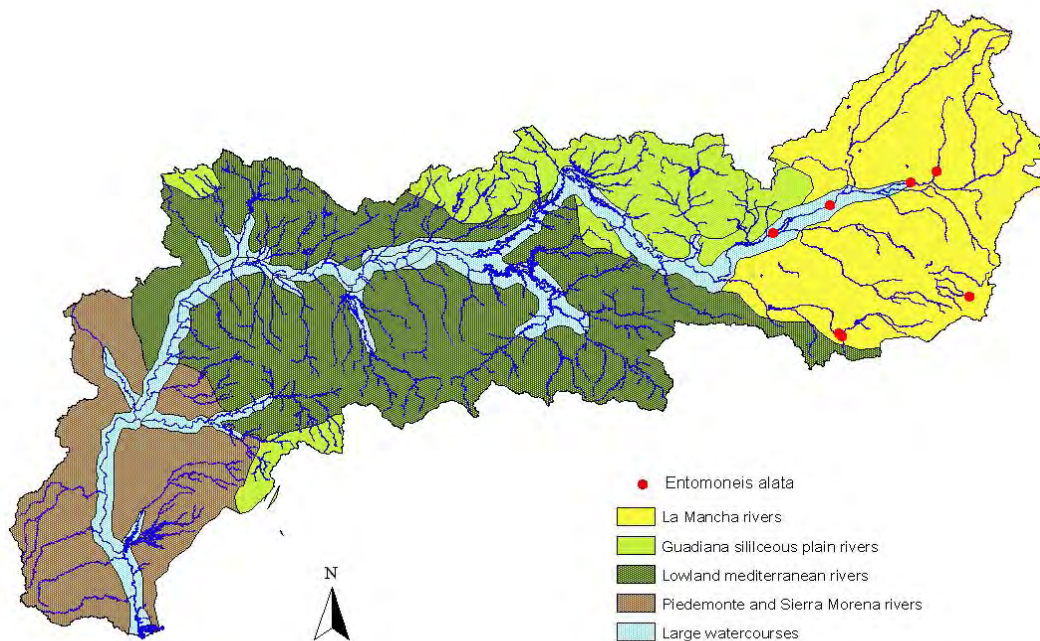 Entomoneis alata
La Mancha rivers
Guadiana sililceous plain rivers
Lowland mediterranean rivers
N
Piedemonte and Sierra Morena rivers
Large watercourses